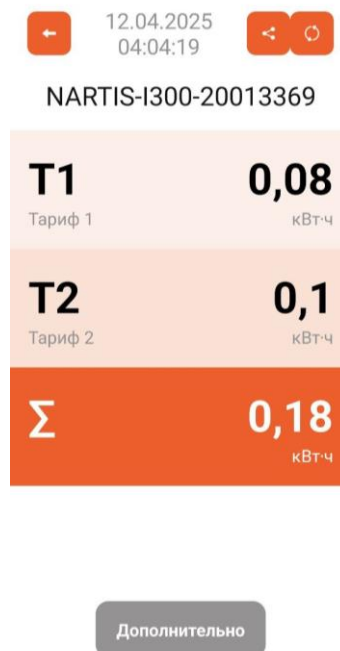 12.04.2025
04:04:19
NARTIS-I300-20013369
T1 0,08
Тариф 1 кВт·ч
T2 0,1
Тариф 2 кВт·ч
Σ 0,18
кВт·ч
Дополнительно